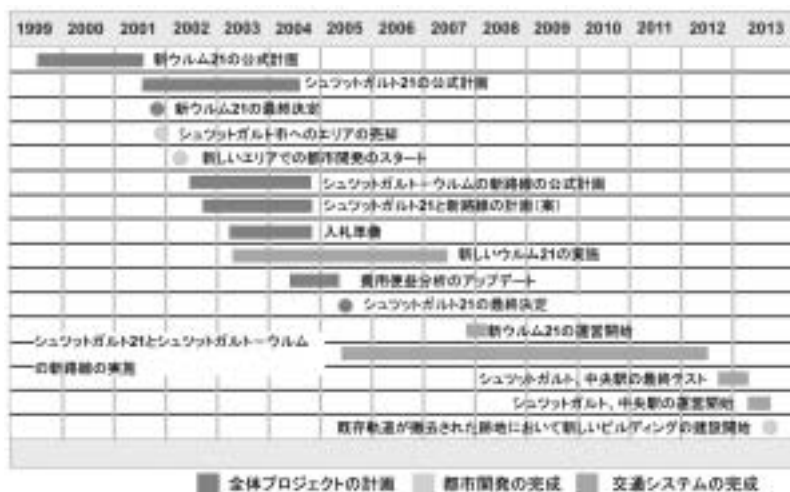 1999 2000 2001 2002 2003 2004 2005 2006 2007 2008 2009 2010 2011 2012 2013
新ウルム21の公式計画
シュツットガルト21の公式計画
新ウルム21の最終決定
シュツットガルト市へのエリアの売却
新しいエリアでの都市開発のスタート
シュツットガルトーウルムの新路線の公式計画
シュツットガルト21と新路線の計画(案)
入札準備
新しいウルム21の実施
費用便益分析のアップデート
シュツットガルト21の最終決定
新ウルム21の運営開始
シュツットガルト21とシュツットガルトーウルム
の新路線の実施
シュツットガルト、中央駅の最終テスト
シュツットガルト、中央駅の運営開始
既存軌道が撤去された跡地において新しいビルディングの建設開始
全体プロジェクトの計画 都市開発の完成 交通システムの完成